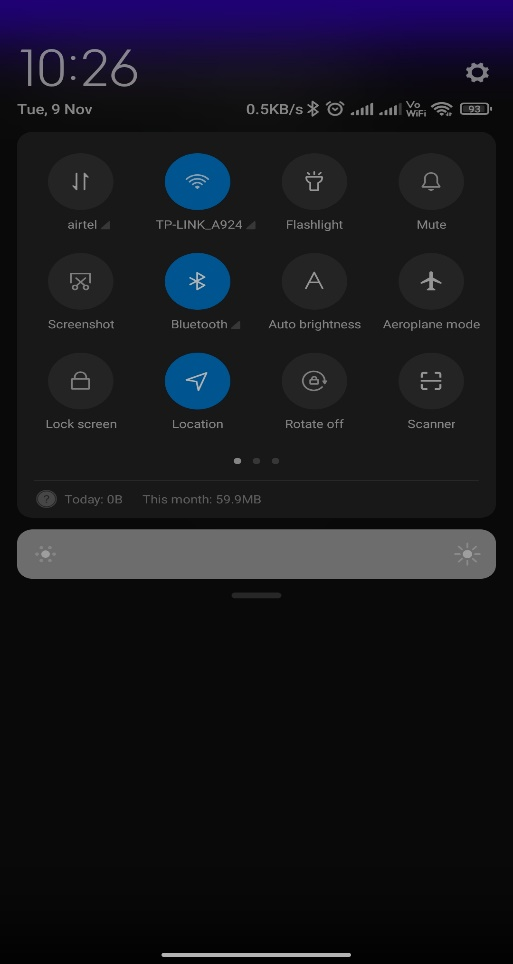 10:26
Tue, 9 Nov 0.5KB/s Vo WiFi 93
airtel TP-LINK_A924 Flashlight Mute
Screenshot Bluetooth Auto brightness Aeroplane mode
Lock screen Location Rotate off Scanner
? Today: 0B This month: 59.9MB